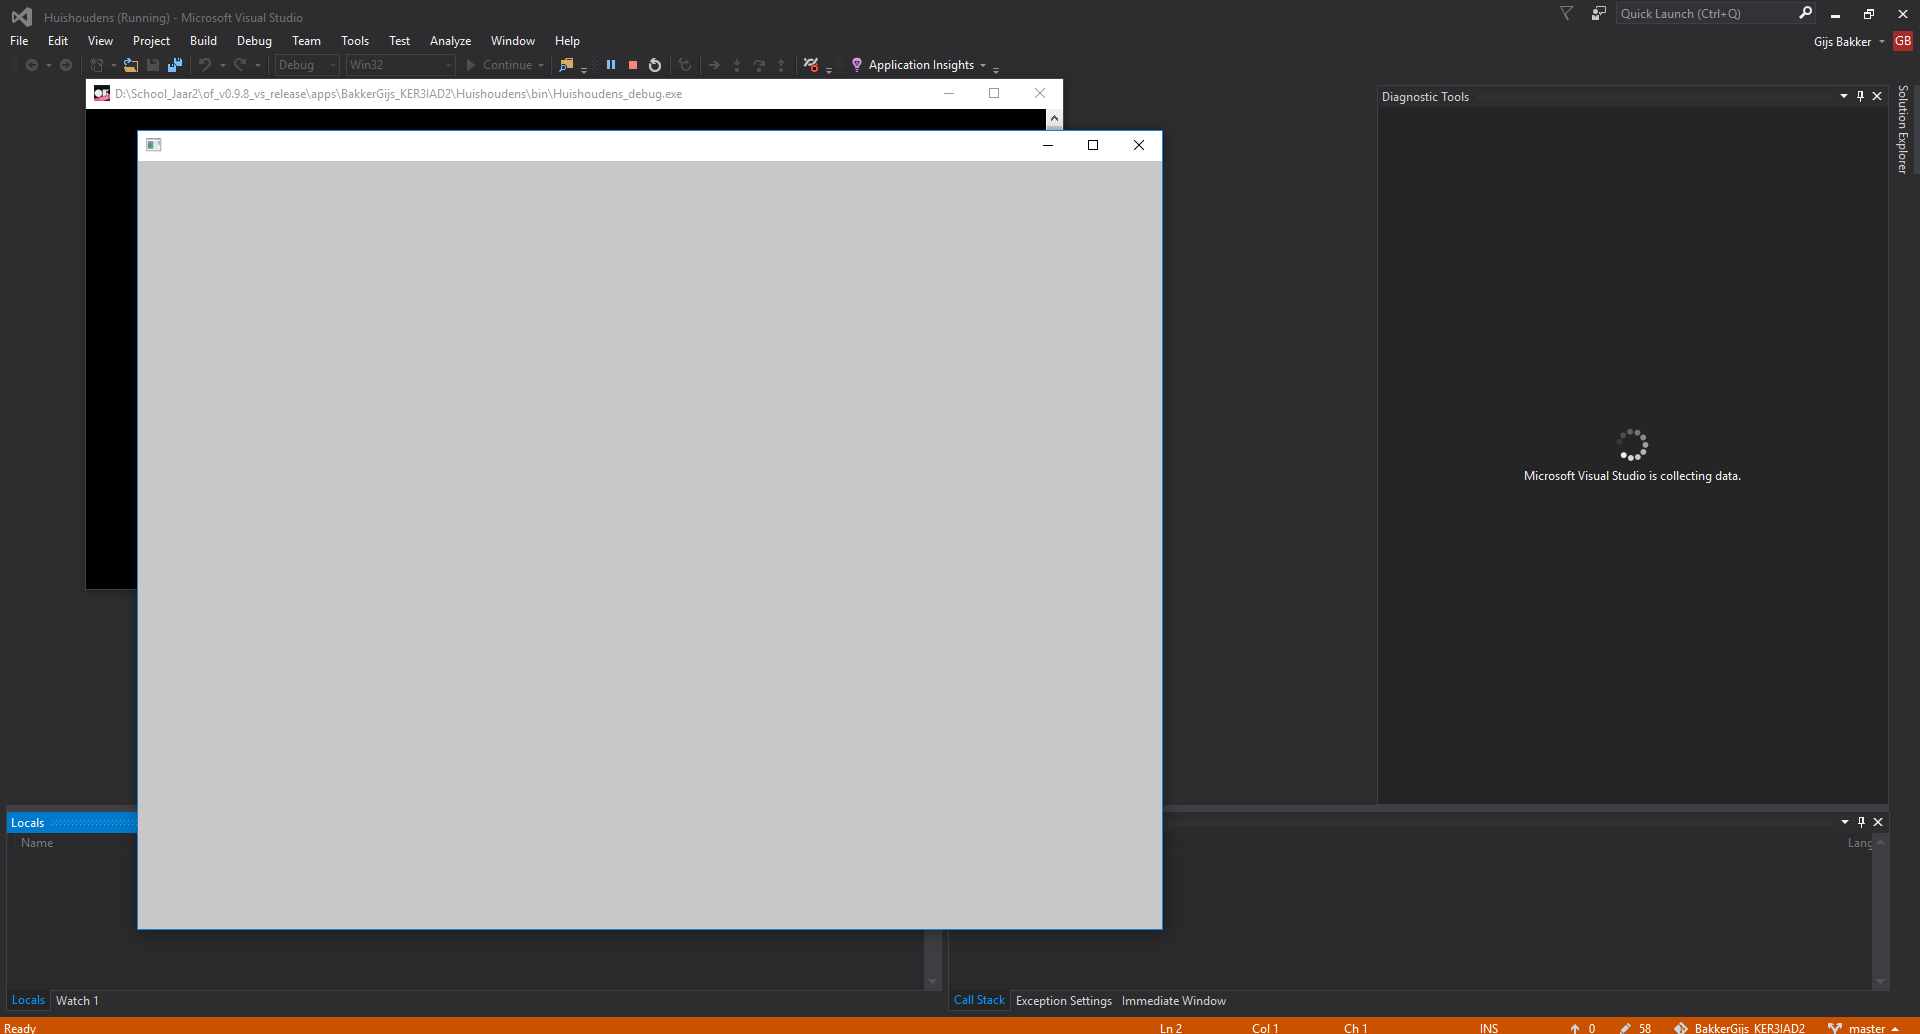 Huishoudens (Running) - Microsoft Visual Studio
Quick Launch (Ctrl+Q)
File Edit View Project Build Debug Team Tools Test Analyze Window Help
Gijs Bakker GB
Debug Win32 Continue Application Insights
D:\School_Jaar2\of_v0.9.8_vs_release\apps\BakkerGijs_KER3IAD2\Huishoudens\bin\Huishoudens_debug.exe
Diagnostic Tools
Solution Explorer
Microsoft Visual Studio is collecting data.
Locals
Name
Lang
Locals Watch 1
Call Stack Exception Settings Immediate Window
Ready Ln 2 Col 1 Ch 1 INS 0 58 BakkerGijs_KER3IAD2 master